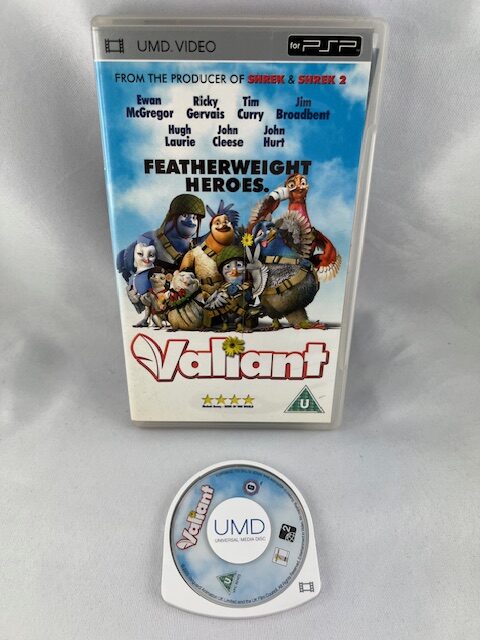 UMD VIDEO
for PSP
FROM THE PRODUCER OF SHREK & SHREK 2
Ewan McGregor
Ricky Gervais
Tim Curry
Jim Broadbent
Hugh Laurie
John Cleese
John Hurt
FEATHERWEIGHT
HEROES.
Valiant
U
Valiant
UMD
UNIVERSAL MEDIA DISC
2
U